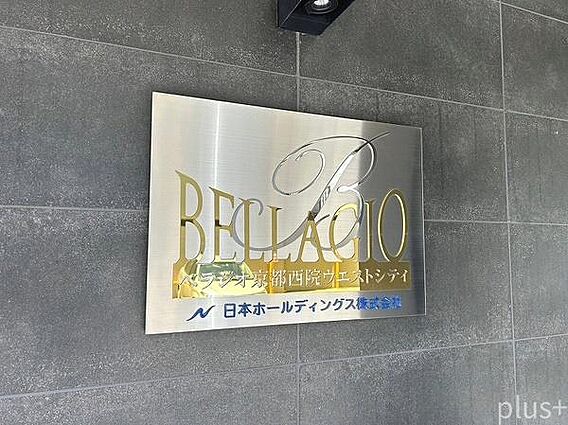 B
BELLAGIO
ベラジオ京都西院ウエストシティ
N 日本ホールディングス株式会社
plus+